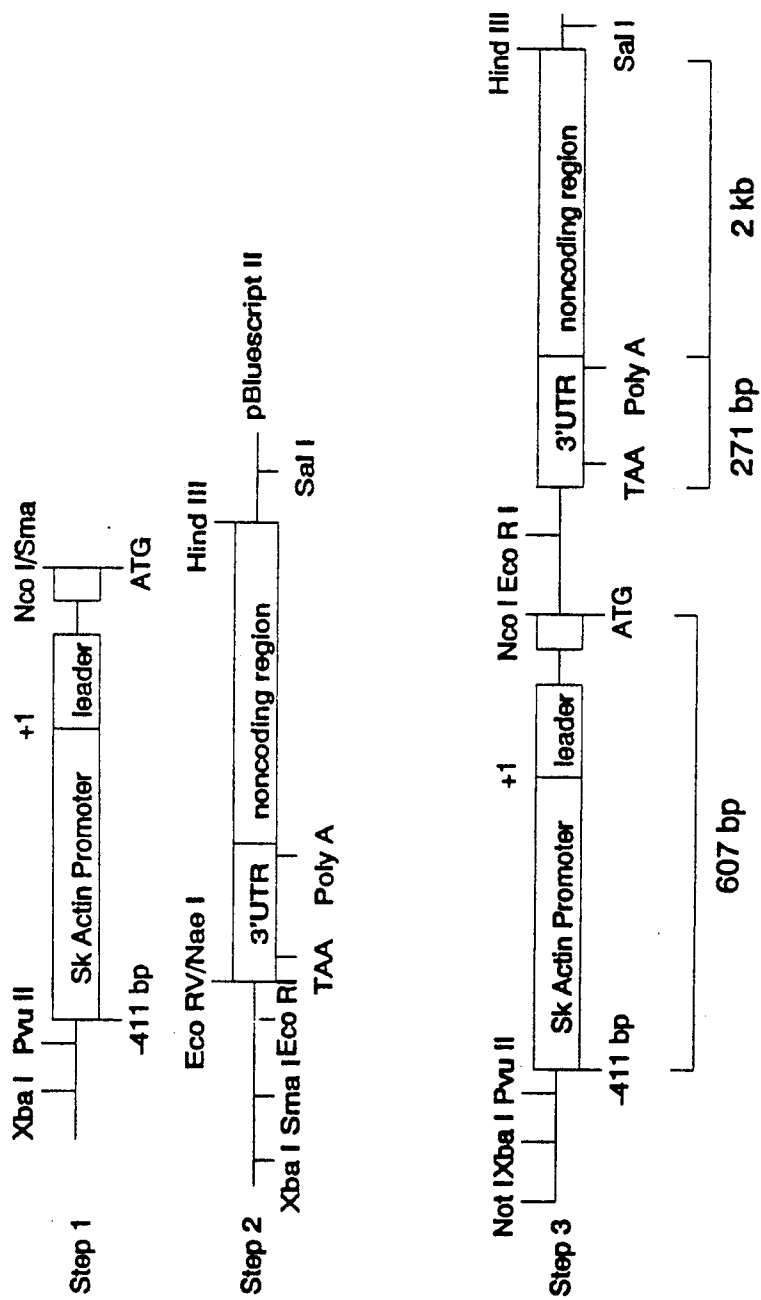 Step 1
Xba I Pvu II
+1
Nco I/Sma
Sk Actin Promoter
leader
-411 bp
ATG
Step 2
Eco RV/Nae I
Hind III
3'UTR
noncoding region
pBluescript II
Xba I Sma I Eco RI
TAA Poly A
Sal I
Step 3
Not I Xba I Pvu II
+1
Nco I Eco R I
Hind III
Sk Actin Promoter
leader
3'UTR
noncoding region
-411 bp
ATG
TAA Poly A
Sal I
607 bp
271 bp
2 kb